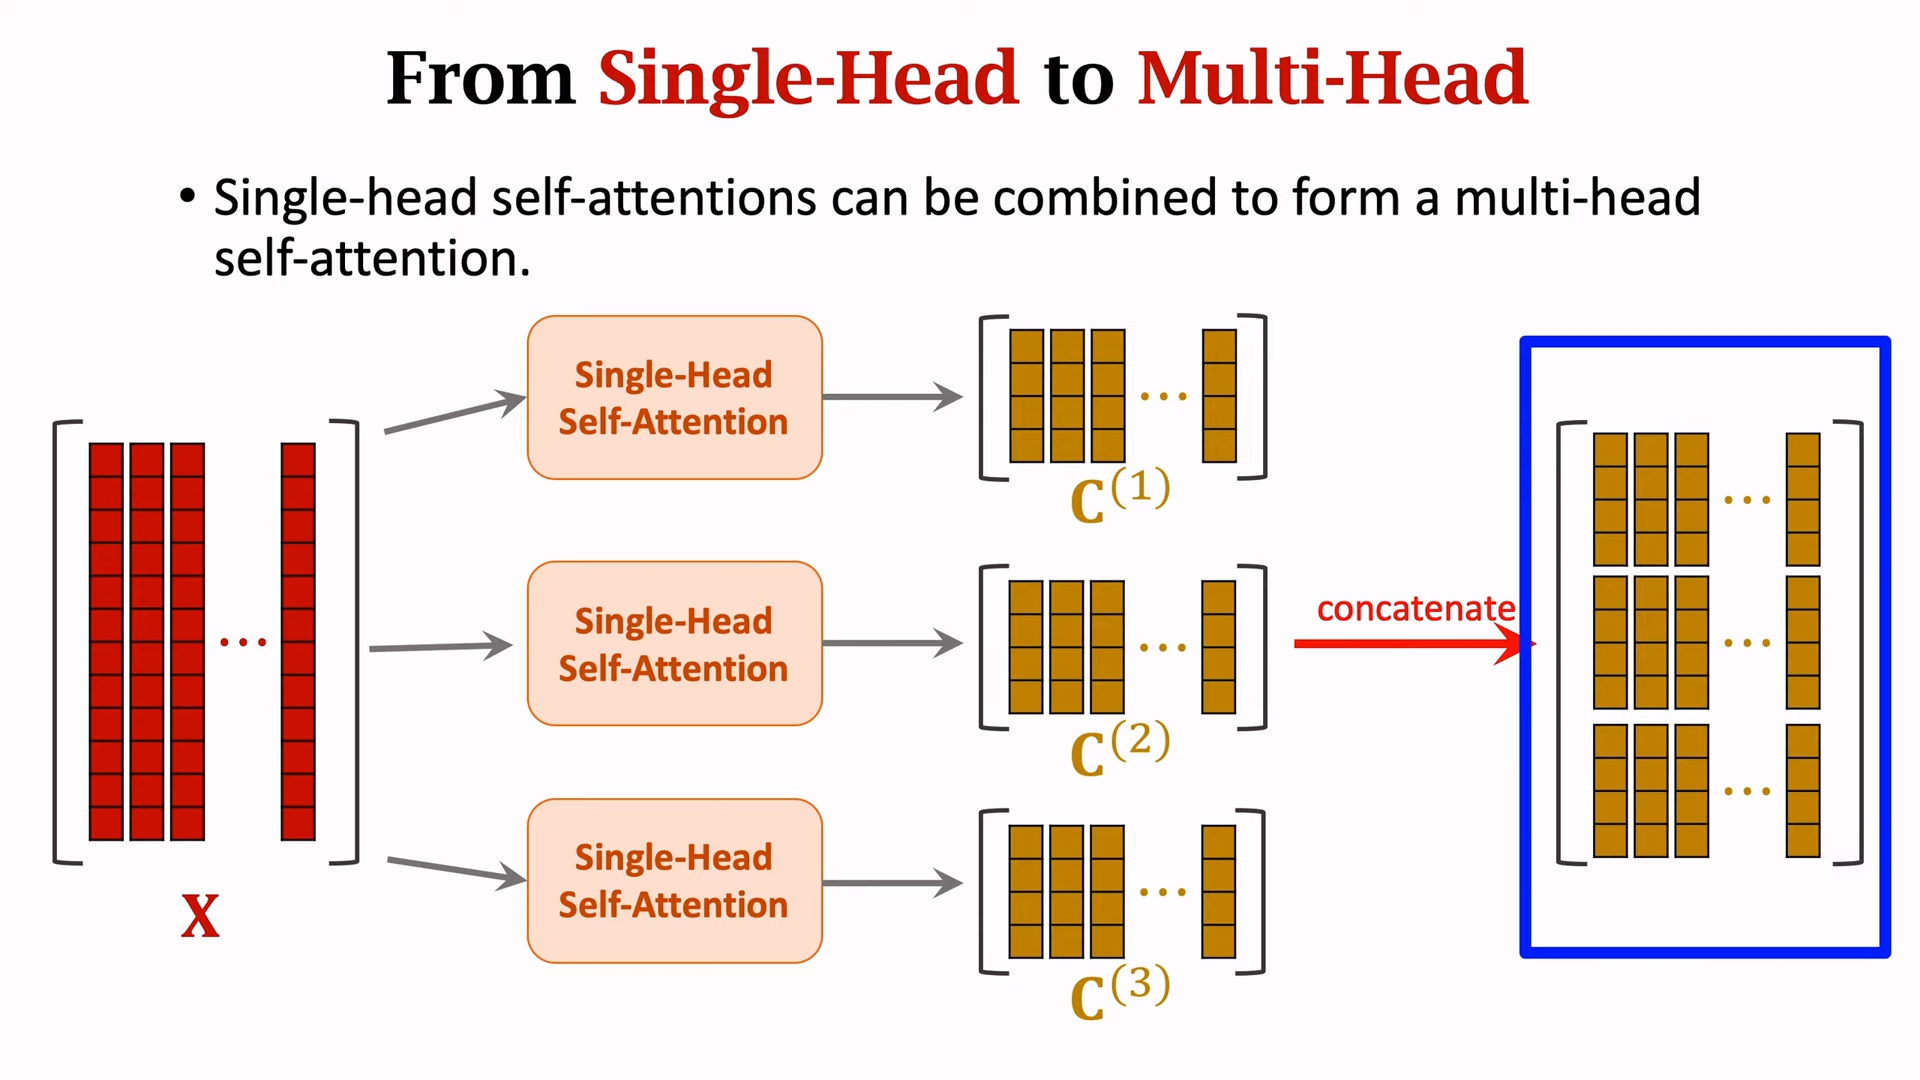 From Single-Head to Multi-Head
• Single-head self-attentions can be combined to form a multi-head
self-attention.
Single-Head
Self-Attention
C^(1)
Single-Head
Self-Attention
C^(2)
concatenate
Single-Head
Self-Attention
C^(3)
X